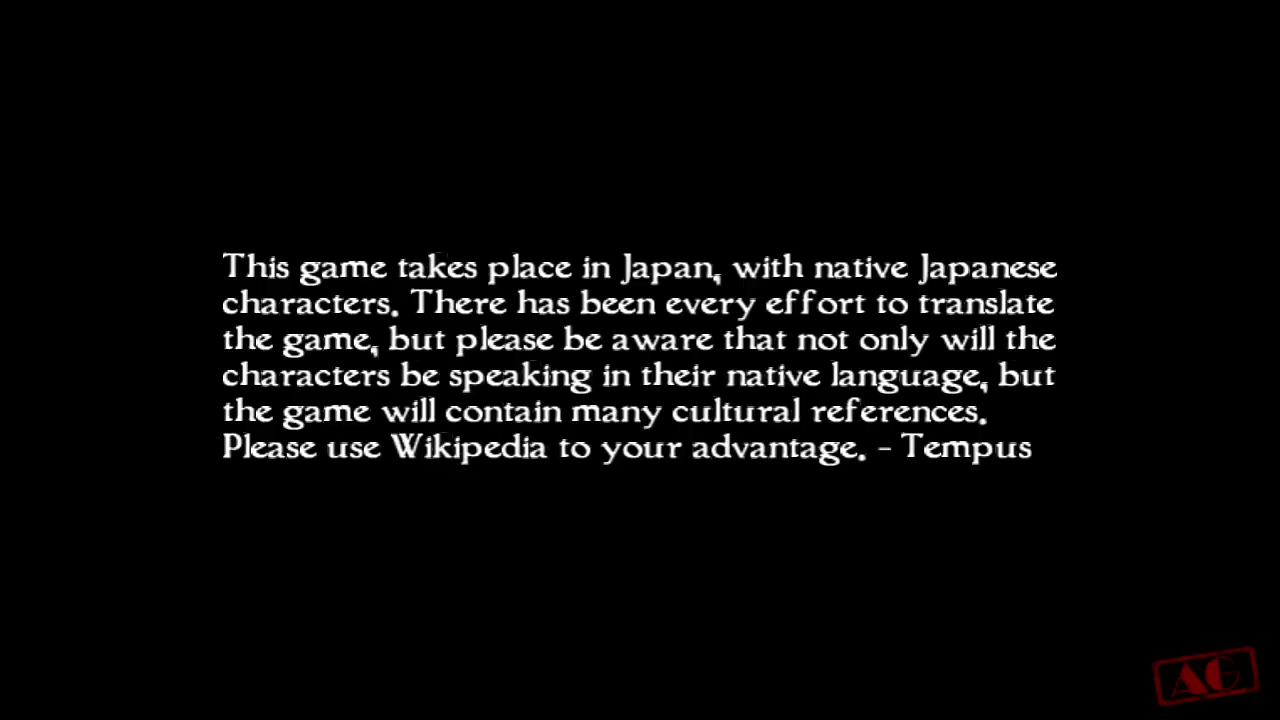 This game takes place in Japan, with native Japanese
characters. There has been every effort to translate
the game, but please be aware that not only will the
characters be speaking in their native language, but
the game will contain many cultural references.
Please use Wikipedia to your advantage. - Tempus
AG